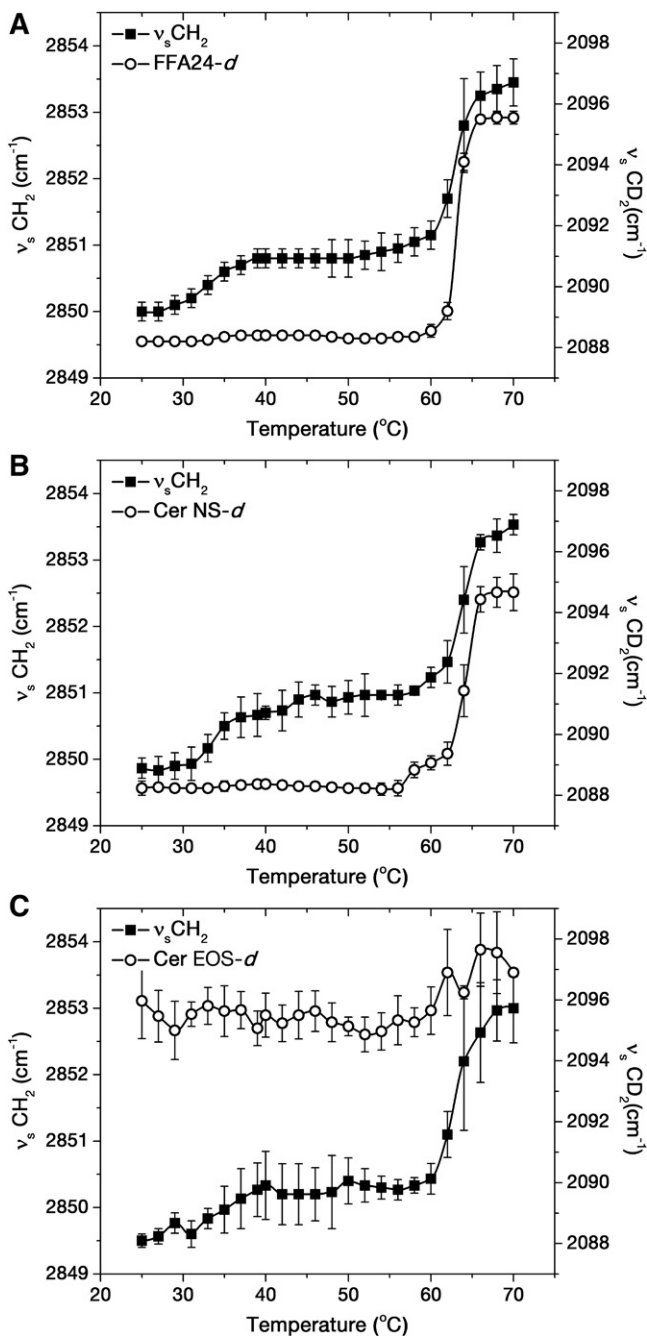 A
νsCH2
FFA24-d
2854
2853
2852
2851
2850
2849
νs CH2 (cm-1)
2098
2096
2094
2092
2090
2088
νs CD2(cm-1)
20 30 40 50 60 70
Temperature (oC)
B
νsCH2
Cer NS-d
2854
2853
2852
2851
2850
2849
νs CH2 (cm-1)
2098
2096
2094
2092
2090
2088
νs CD2(cm-1)
20 30 40 50 60 70
Temperature (oC)
C
νsCH2
Cer EOS-d
2854
2853
2852
2851
2850
2849
νs CH2 (cm-1)
2098
2096
2094
2092
2090
2088
νs CD2(cm-1)
20 30 40 50 60 70
Temperature (oC)